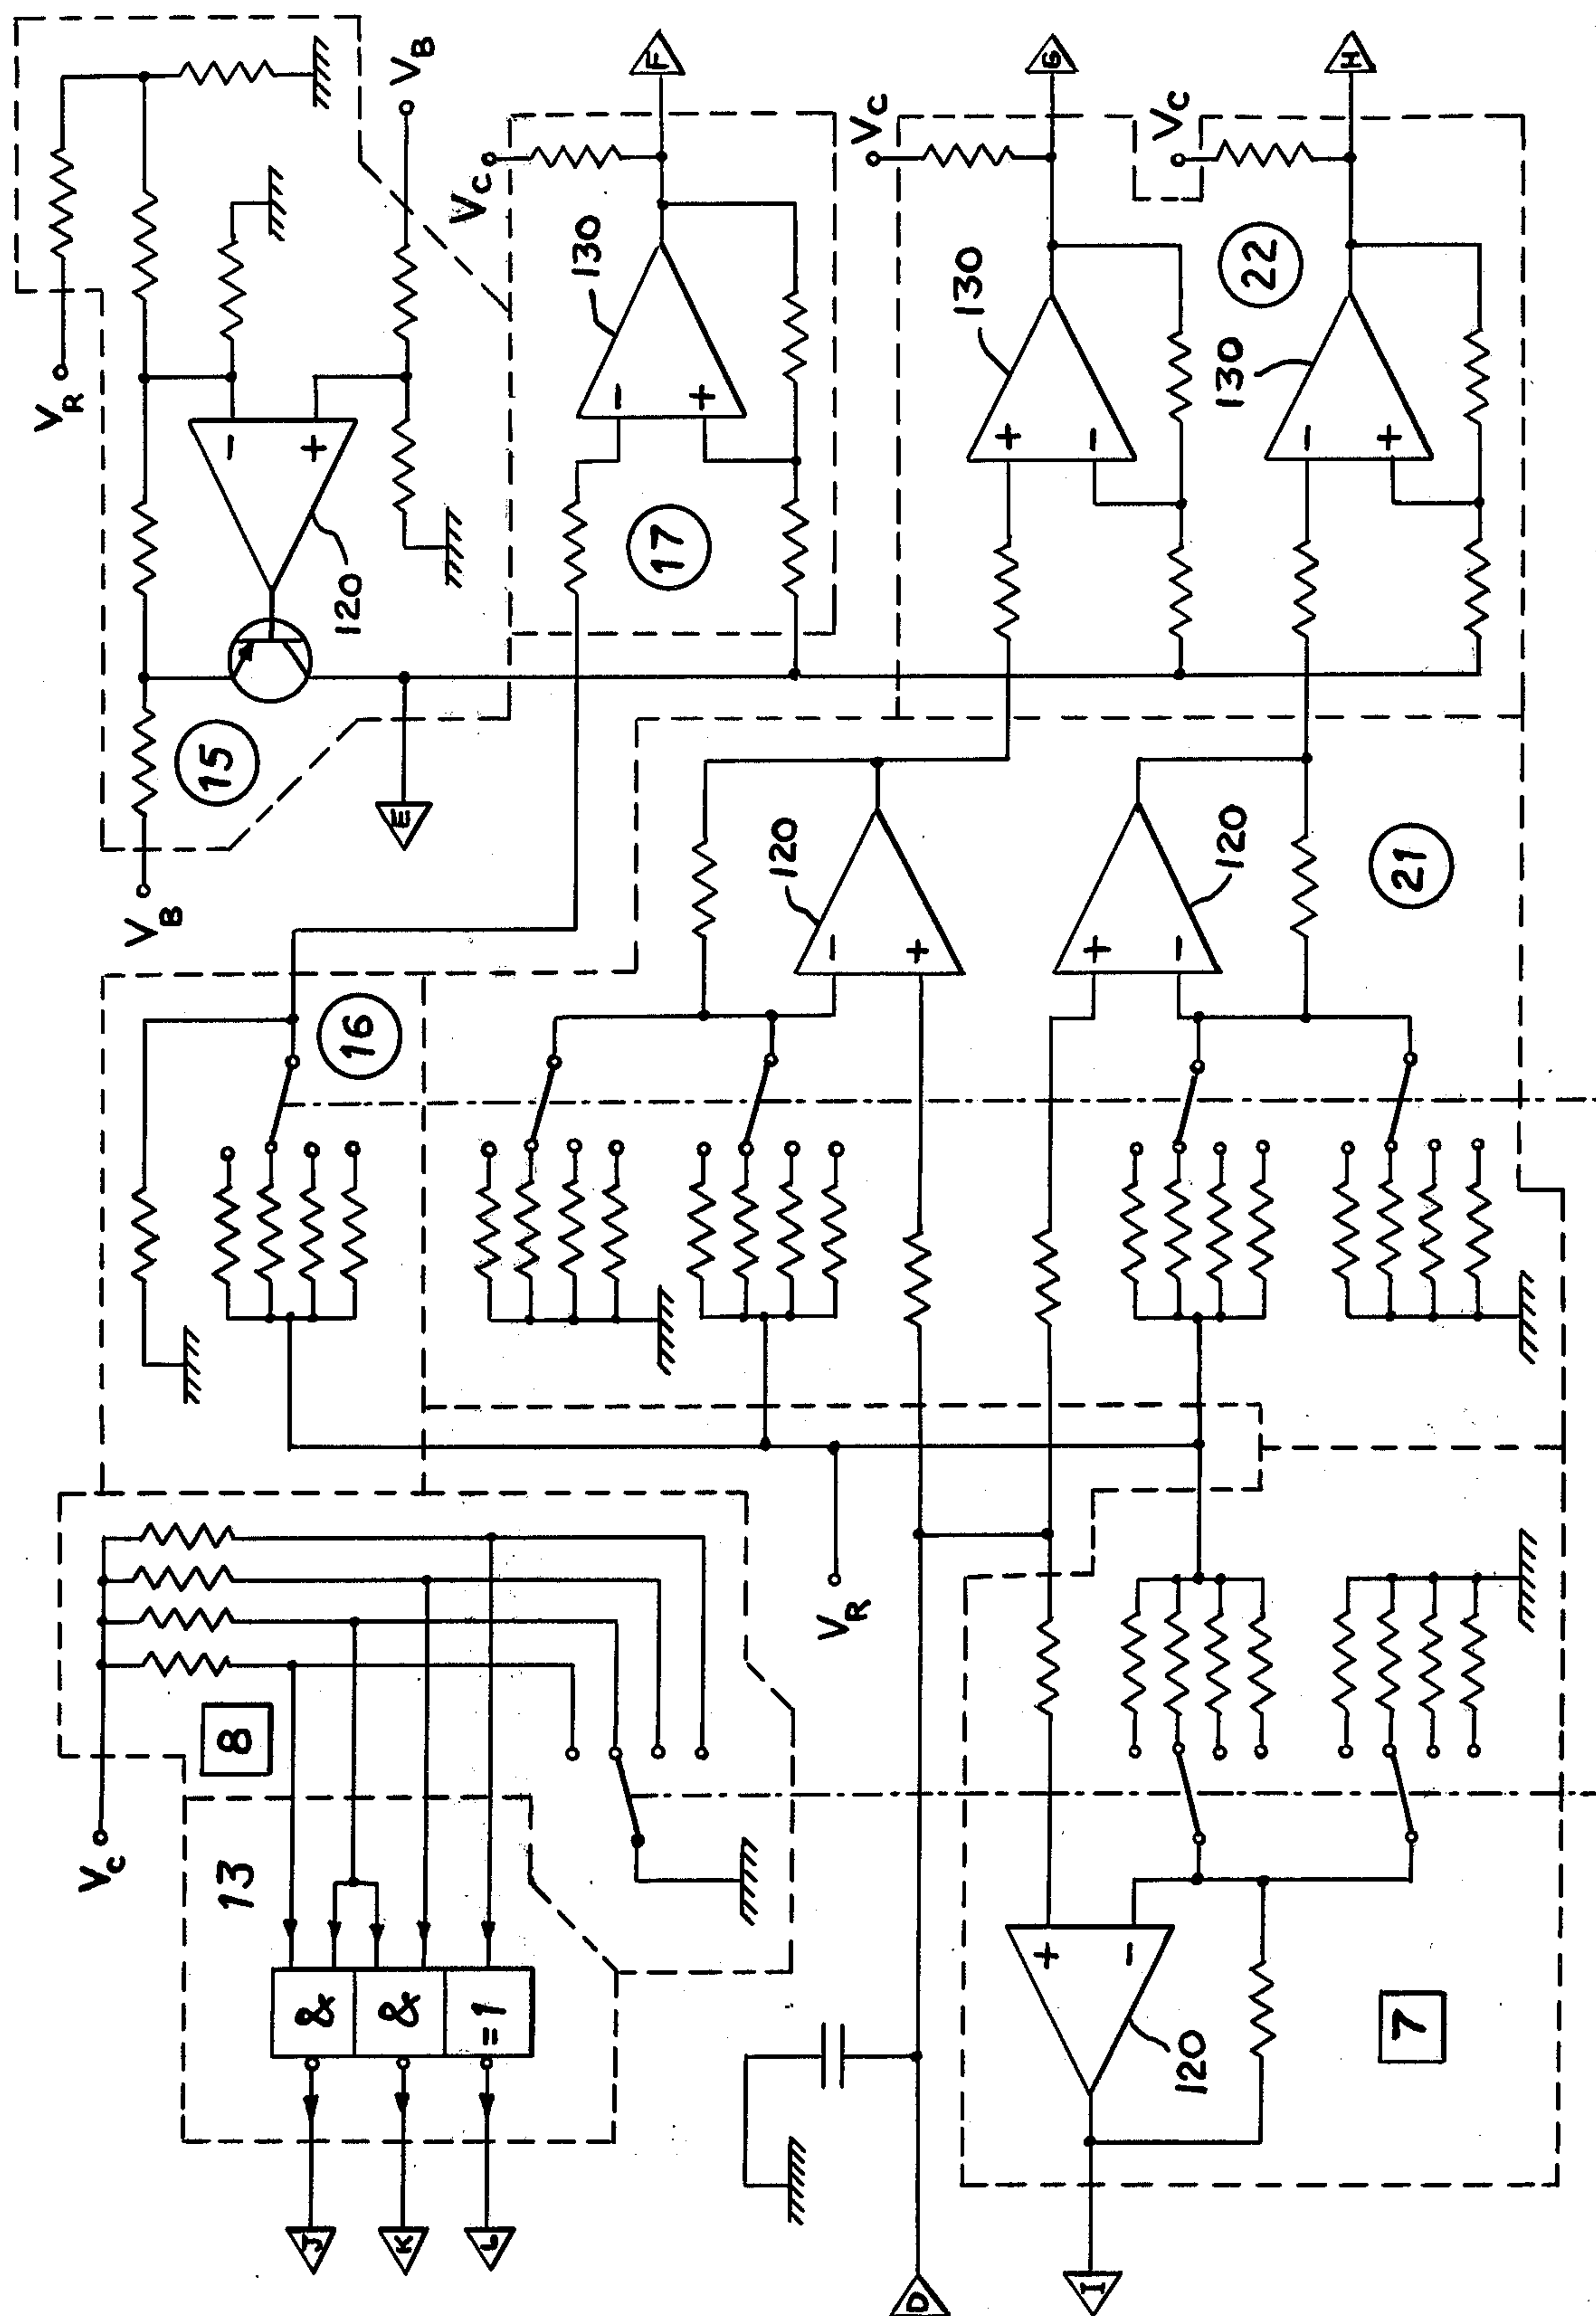 V_R
V_B
V_B
15
120
−
+
E
F
V_C
130
−
+
17
G
V_C
130
+
−
V_C
H
22
130
−
+
16
120
−
+
120
+
−
21
V_R
V_C
8
13
&
&
=1
J
K
L
D
I
120
+
−
7